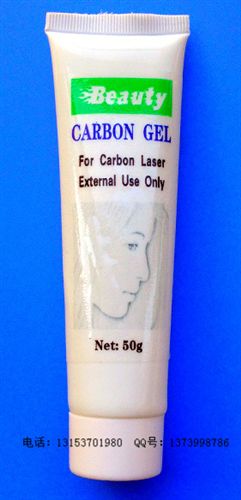 Beauty
CARBON GEL
For Carbon Laser
External Use Only
Net: 50g
电话: 13153701980 QQ号: 1373998786